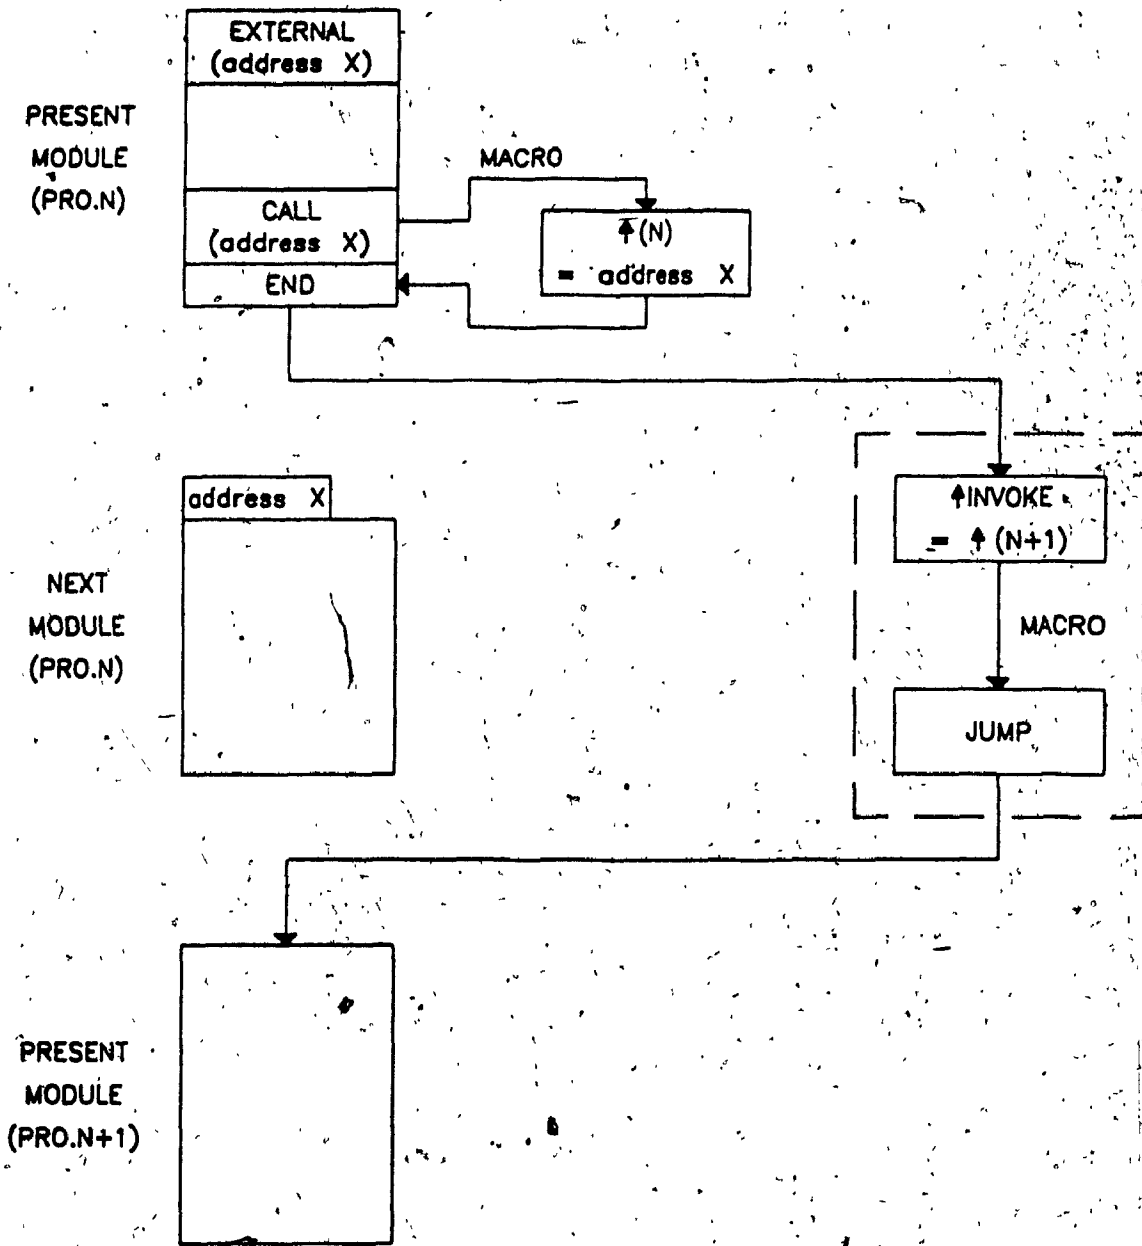 EXTERNAL
(address X)
PRESENT
MODULE
(PRO.N)
MACRO
CALL
(address X)
↑(N)
= address X
END
address X
↑INVOKE
= ↑(N+1)
NEXT
MODULE
(PRO.N)
MACRO
JUMP
PRESENT
MODULE
(PRO.N+1)